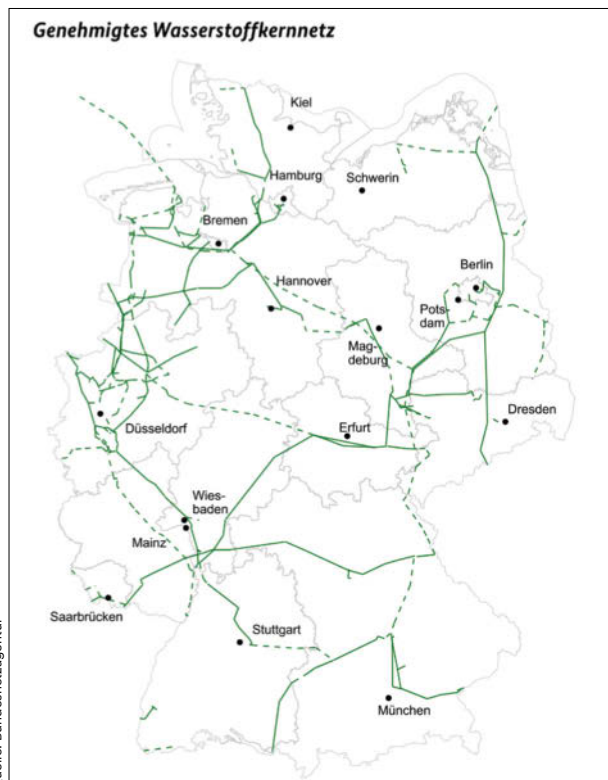 Genehmigtes Wasserstoffkernnetz
Kiel
Hamburg
Schwerin
Bremen
Berlin
Hannover
Pots-
dam
Mag-
deburg
Dresden
Düsseldorf
Erfurt
Wies-
baden
Mainz
Saarbrücken
Stuttgart
München
Bundesnetzagentur